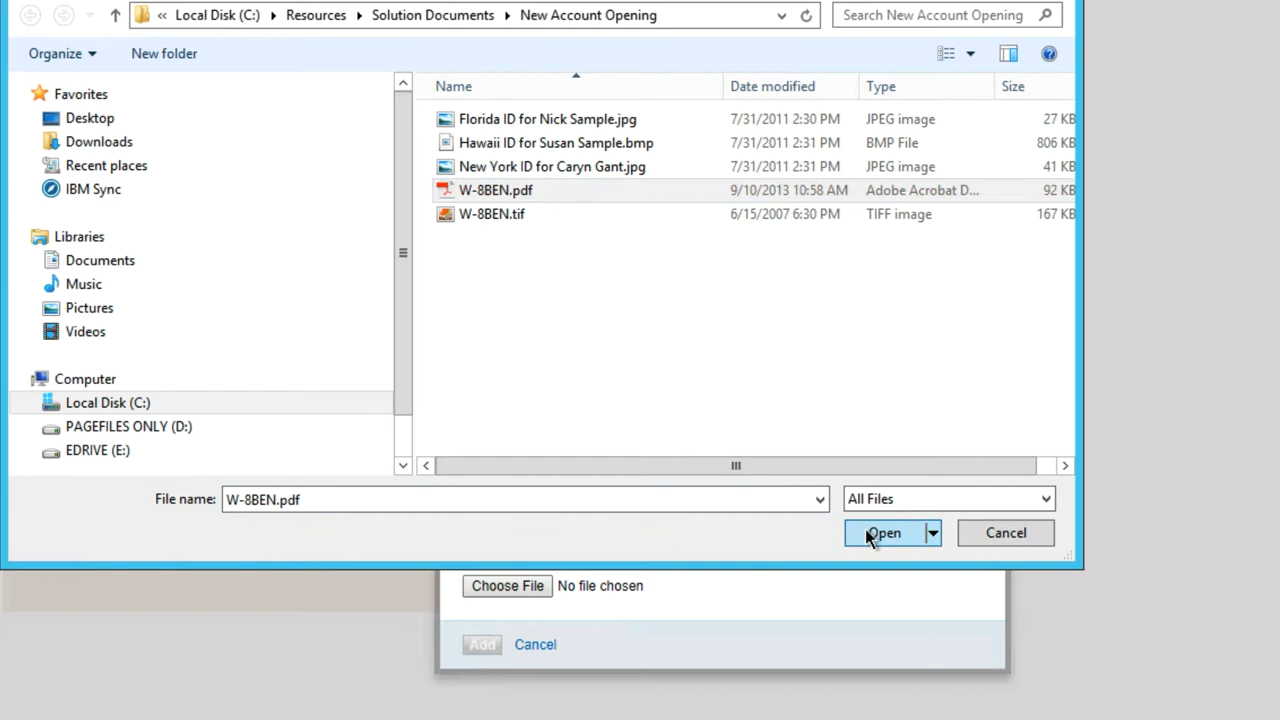 « Local Disk (C:) Resources Solution Documents New Account Opening Search New Account Opening
Organize New folder
Name Date modified Type Size
Favorites
Desktop
Downloads
Recent places
IBM Sync
Libraries
Documents
Music
Pictures
Videos
Computer
Local Disk (C:)
PAGEFILES ONLY (D:)
EDRIVE (E:)
Florida ID for Nick Sample.jpg 7/31/2011 2:30 PM JPEG image 27 KB
Hawaii ID for Susan Sample.bmp 7/31/2011 2:31 PM BMP File 806 KB
New York ID for Caryn Gant.jpg 7/31/2011 2:31 PM JPEG image 41 KB
W-8BEN.pdf 9/10/2013 10:58 AM Adobe Acrobat D... 92 KB
W-8BEN.tif 6/15/2007 6:30 PM TIFF image 167 KB
File name: W-8BEN.pdf All Files
Open Cancel
Choose File No file chosen
Add Cancel